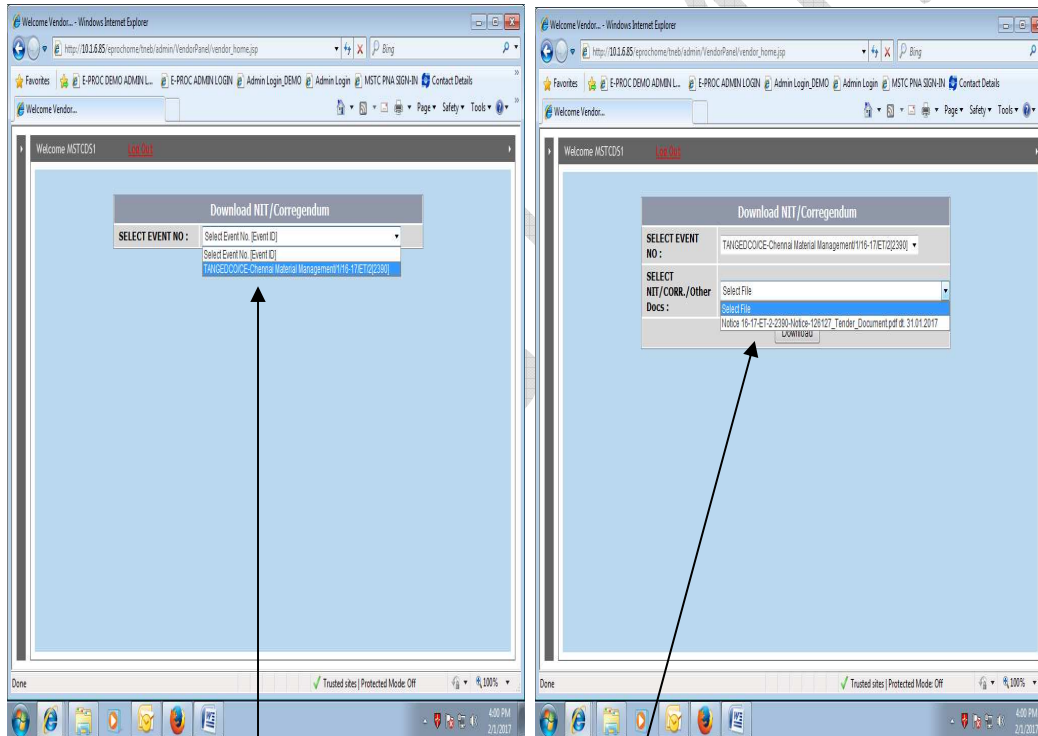 Welcome Vendor... - Windows Internet Explorer
http://10.1.6.85/eprochome/tneb/admin/VendorPanel/vendor_home.jsp
Bing
Favorites E-PROC DEMO ADMIN L... E-PROC ADMIN LOGIN Admin Login_DEMO Admin Login MSTC PNA SIGN-IN Contact Details
Welcome Vendor...
Page Safety Tools
Welcome MSTCDS1 Log Out
Download NIT/Corregendum
SELECT EVENT NO : Select Event No. [Event ID]
Select Event No. [Event ID]
TANGEDCO/CE-Chennai Material Management/1/16-17/ET/2[2390]
Done Trusted sites | Protected Mode: Off 100%
4:00 PM
2/1/2017
Welcome Vendor... - Windows Internet Explorer
http://10.1.6.85/eprochome/tneb/admin/VendorPanel/vendor_home.jsp
Bing
Favorites E-PROC DEMO ADMIN L... E-PROC ADMIN LOGIN Admin Login_DEMO Admin Login MSTC PNA SIGN-IN Contact Details
Welcome Vendor...
Page Safety Tools
Welcome MSTCDS1 Log Out
Download NIT/Corregendum
SELECT EVENT
NO :
TANGEDCO/CE-Chennai Material Management/1/16-17/ET/2[2390]
SELECT
NIT/CORR./Other
Docs :
Select File
Select File
Notice 16-17-ET-2-2390-Notice-126127_Tender_Document.pdf dt. 31.01.2017
Download
Done Trusted sites | Protected Mode: Off 100%
4:00 PM
2/1/2017